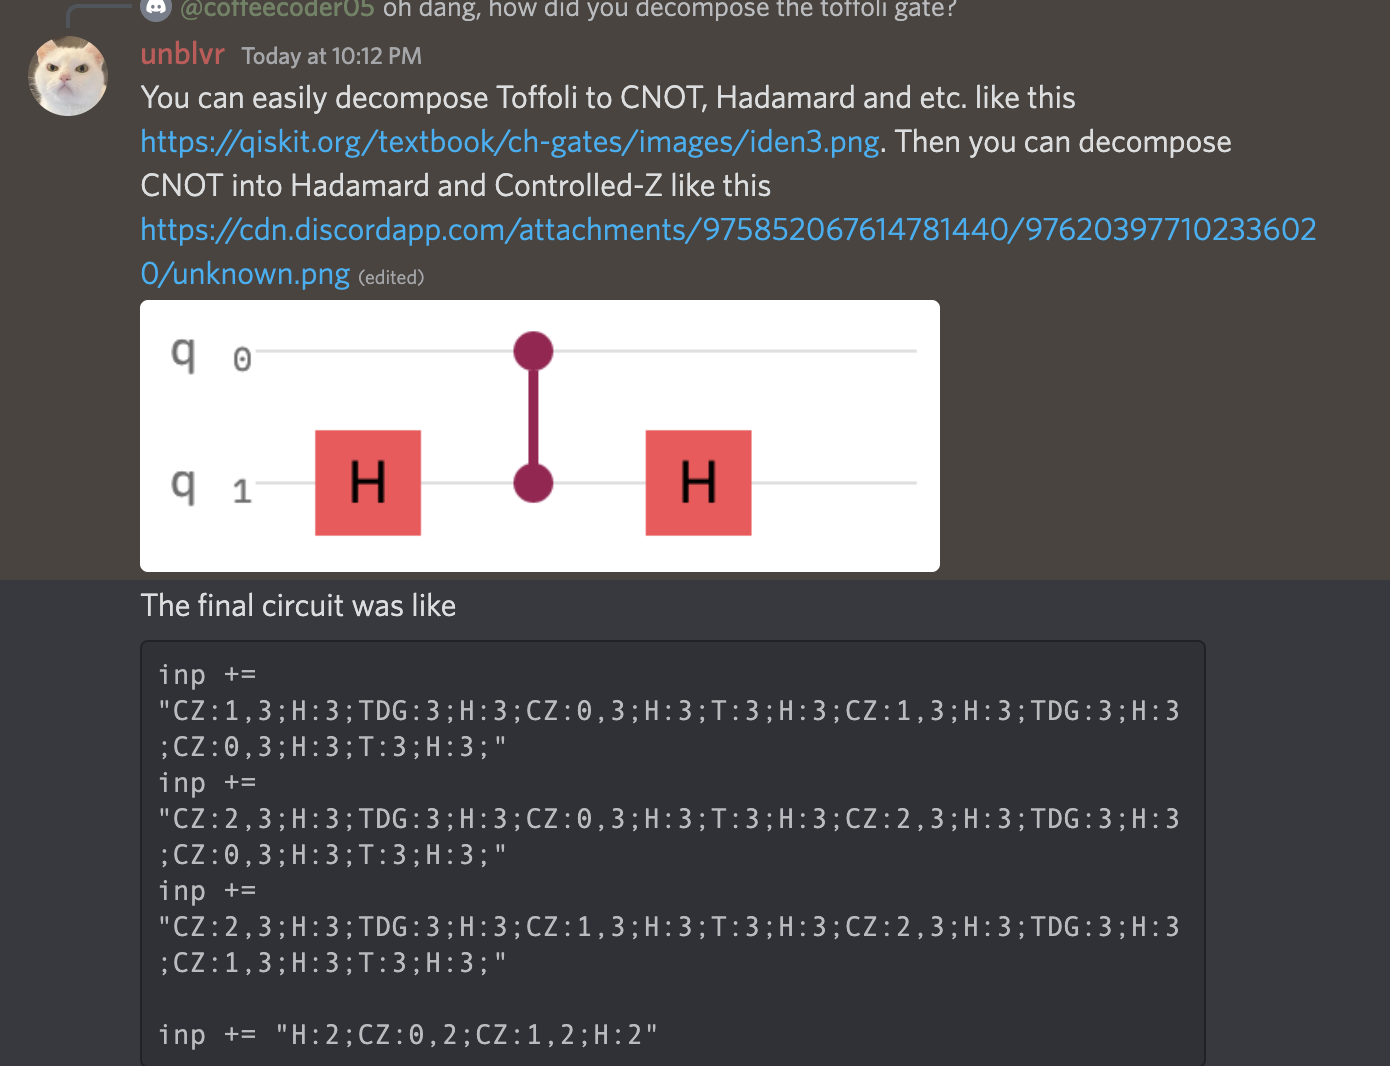 @coffeecoder05 oh dang, how did you decompose the toffoli gate?
unblvr Today at 10:12 PM
You can easily decompose Toffoli to CNOT, Hadamard and etc. like this
https://qiskit.org/textbook/ch-gates/images/iden3.png. Then you can decompose
CNOT into Hadamard and Controlled-Z like this
https://cdn.discordapp.com/attachments/975852067614781440/97620397710233602
0/unknown.png (edited)
q 0
H H
q 1
The final circuit was like
inp +=
"CZ:1,3;H:3;TDG:3;H:3;CZ:0,3;H:3;T:3;H:3;CZ:1,3;H:3;TDG:3;H:3
;CZ:0,3;H:3;T:3;H:3;"
inp +=
"CZ:2,3;H:3;TDG:3;H:3;CZ:0,3;H:3;T:3;H:3;CZ:2,3;H:3;TDG:3;H:3
;CZ:0,3;H:3;T:3;H:3;"
inp +=
"CZ:2,3;H:3;TDG:3;H:3;CZ:1,3;H:3;T:3;H:3;CZ:2,3;H:3;TDG:3;H:3
;CZ:1,3;H:3;T:3;H:3;"
inp += "H:2;CZ:0,2;CZ:1,2;H:2"